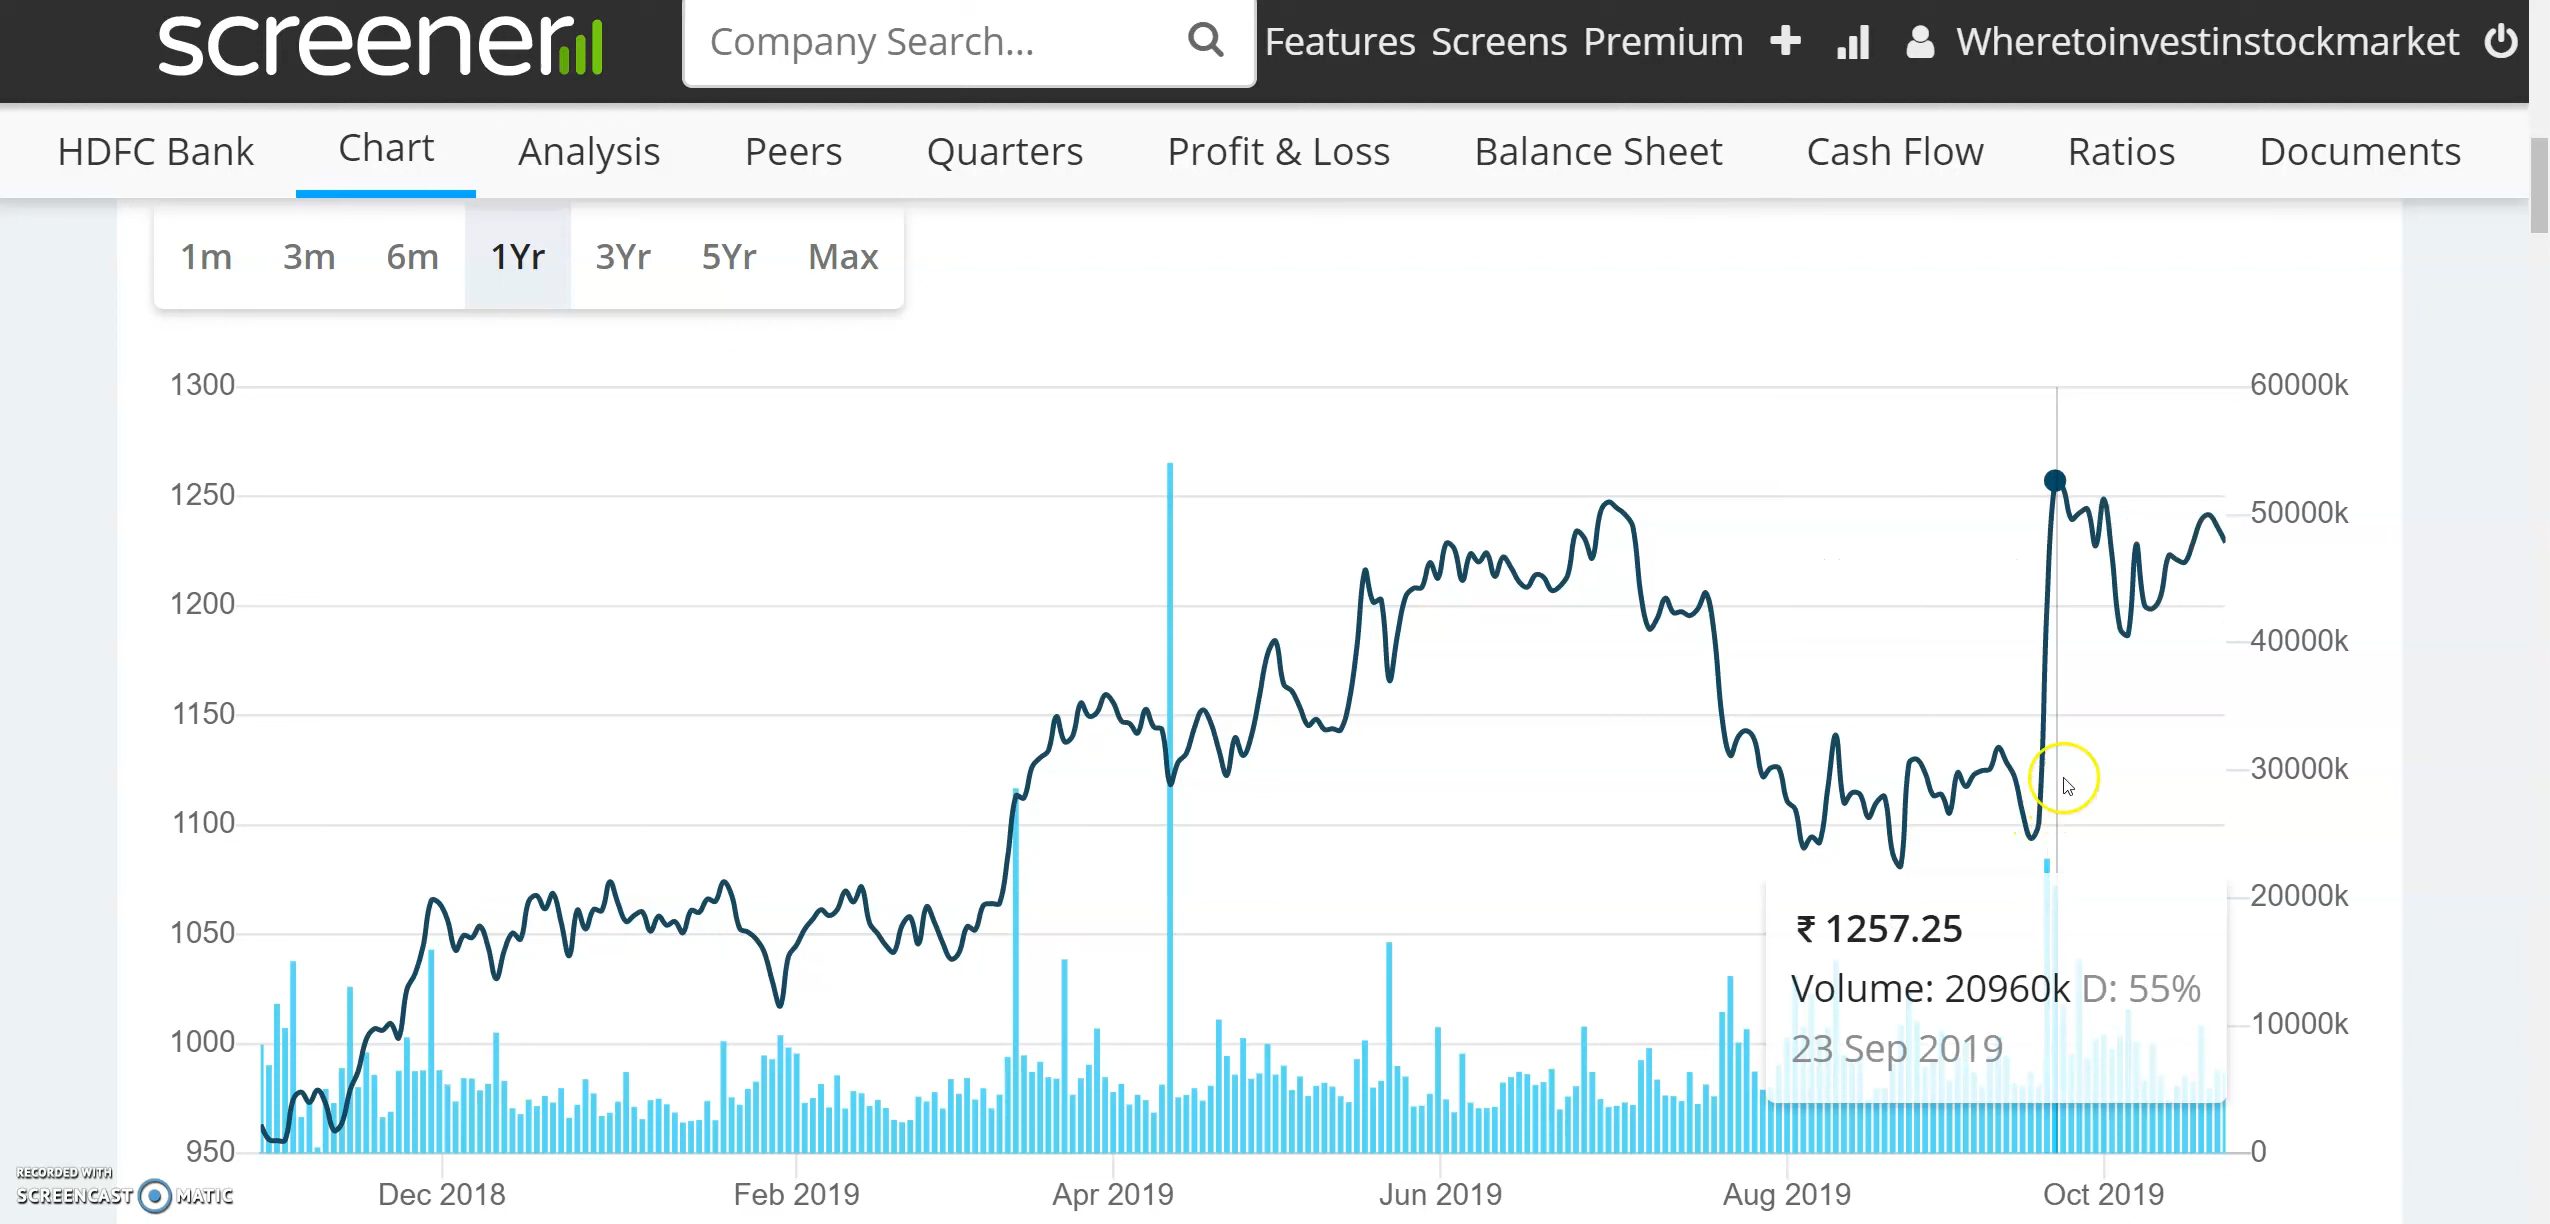 screener
Company Search...
Features Screens Premium Wheretoinvestinstockmarket
HDFC Bank Chart Analysis Peers Quarters Profit & Loss Balance Sheet Cash Flow Ratios Documents
1m 3m 6m 1Yr 3Yr 5Yr Max
1300 60000k
1250 50000k
1200 40000k
1150 30000k
1100 20000k
1050 10000k
1000 0
950
₹ 1257.25
Volume: 20960k D: 55%
23 Sep 2019
Dec 2018 Feb 2019 Apr 2019 Jun 2019 Aug 2019 Oct 2019
RECORDED WITH
SCREENCAST MATIC